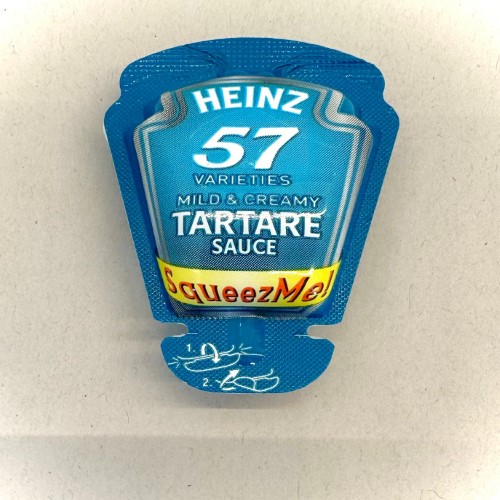 HEINZ
57
VARIETIES
MILD & CREAMY
TARTARE
SAUCE
SqueezMe!
1.
2.